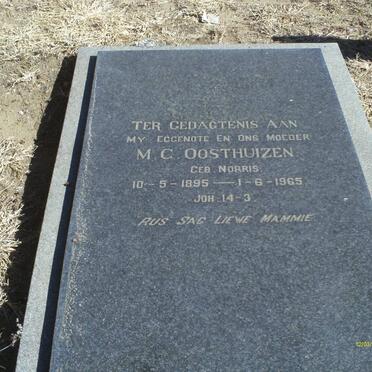 TER GEDAGTENIS AAN
MY EGGENOTE EN ONS MOEDER
M. C. OOSTHUIZEN
GEB. NORRIS
10-5-1895 — 1-6-1965
JOH. 14-3
RUS SAG LIEWE MAMMIE